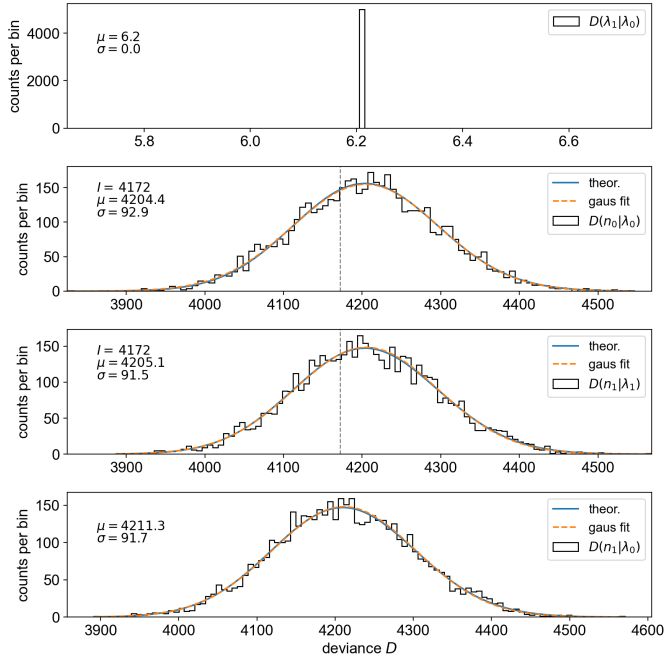 counts per bin
4000
2000
0
μ = 6.2
σ = 0.0
D(λ₁|λ₀)
5.8 6.0 6.2 6.4 6.6
counts per bin
150
100
50
0
I = 4172
μ = 4204.4
σ = 92.9
theor.
gaus fit
D(n₀|λ₀)
3900 4000 4100 4200 4300 4400 4500
counts per bin
150
100
50
0
I = 4172
μ = 4205.1
σ = 91.5
theor.
gaus fit
D(n₁|λ₁)
3900 4000 4100 4200 4300 4400 4500
counts per bin
150
100
50
0
μ = 4211.3
σ = 91.7
theor.
gaus fit
D(n₁|λ₀)
3900 4000 4100 4200 4300 4400 4500 4600
deviance D